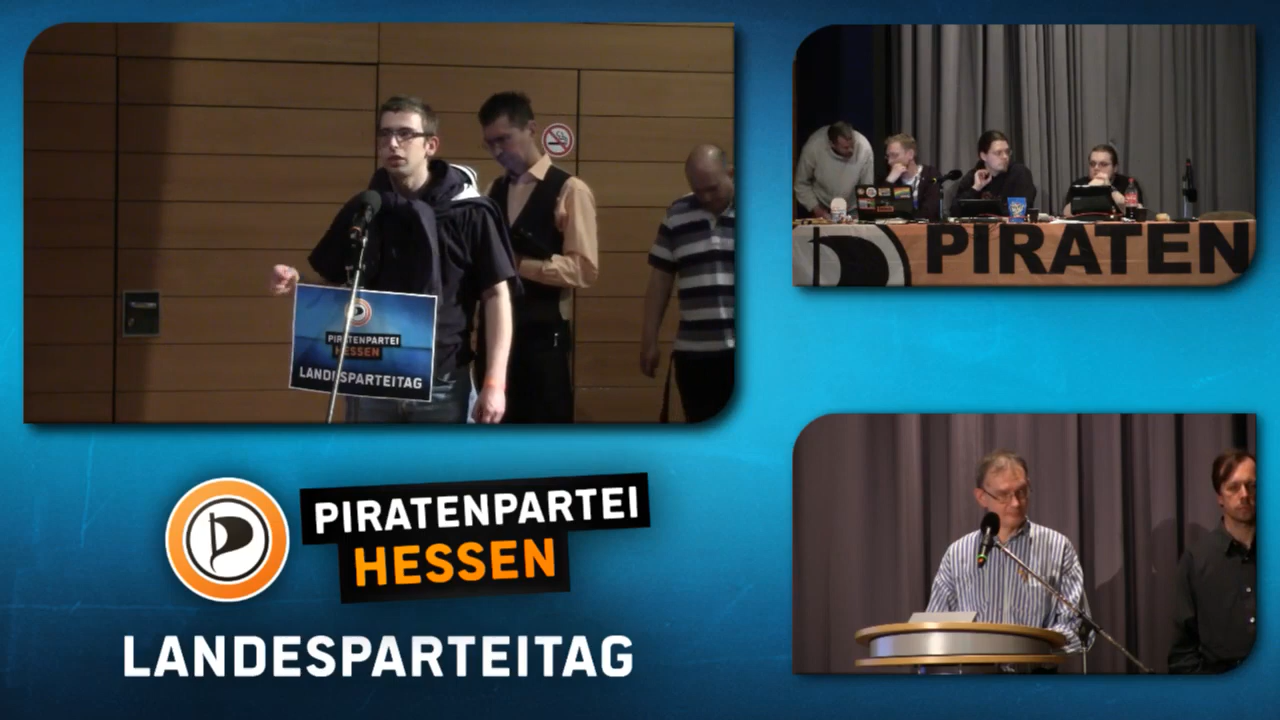 PIRATENPARTEI
HESSEN
LANDESPARTEITAG
PIRATEN
PIRATENPARTEI
HESSEN
LANDESPARTEITAG